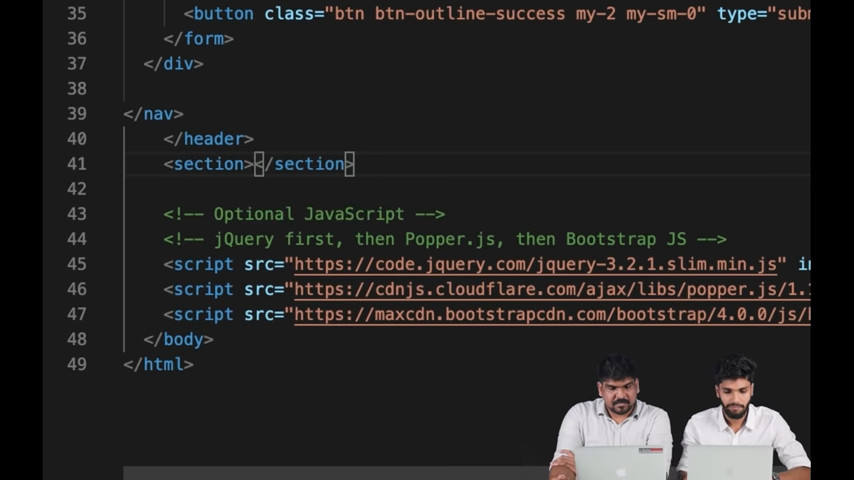 35 <button class="btn btn-outline-success my-2 my-sm-0" type="subm
36 </form>
37 </div>
38
39 </nav>
40 </header>
41 <section></section>
42
43 <!-- Optional JavaScript -->
44 <!-- jQuery first, then Popper.js, then Bootstrap JS -->
45 <script src="https://code.jquery.com/jquery-3.2.1.slim.min.js" in
46 <script src="https://cdnjs.cloudflare.com/ajax/libs/popper.js/1.1
47 <script src="https://maxcdn.bootstrapcdn.com/bootstrap/4.0.0/js/b
48 </body>
49 </html>